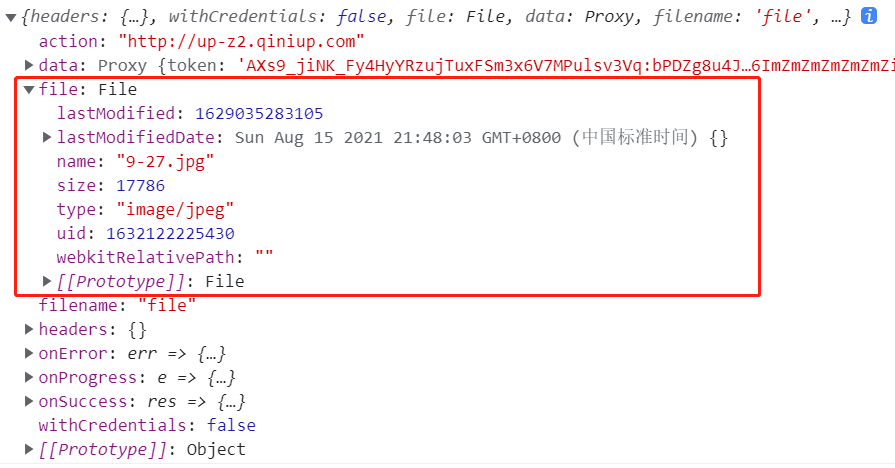 {headers: {…}, withCredentials: false, file: File, data: Proxy, filename: 'file', …} i
action: "http://up-z2.qiniup.com"
data: Proxy {token: 'AXs9_jiNK_Fy4HyYRzujTuxFSm3x6V7MPulsv3Vq:bPDZg8u4J…6ImZmZmZmZmZmZi
file: File
lastModified: 1629035283105
lastModifiedDate: Sun Aug 15 2021 21:48:03 GMT+0800 (中国标准时间) {}
name: "9-27.jpg"
size: 17786
type: "image/jpeg"
uid: 1632122225430
webkitRelativePath: ""
[[Prototype]]: File
filename: "file"
headers: {}
onError: err => {…}
onProgress: e => {…}
onSuccess: res => {…}
withCredentials: false
[[Prototype]]: Object